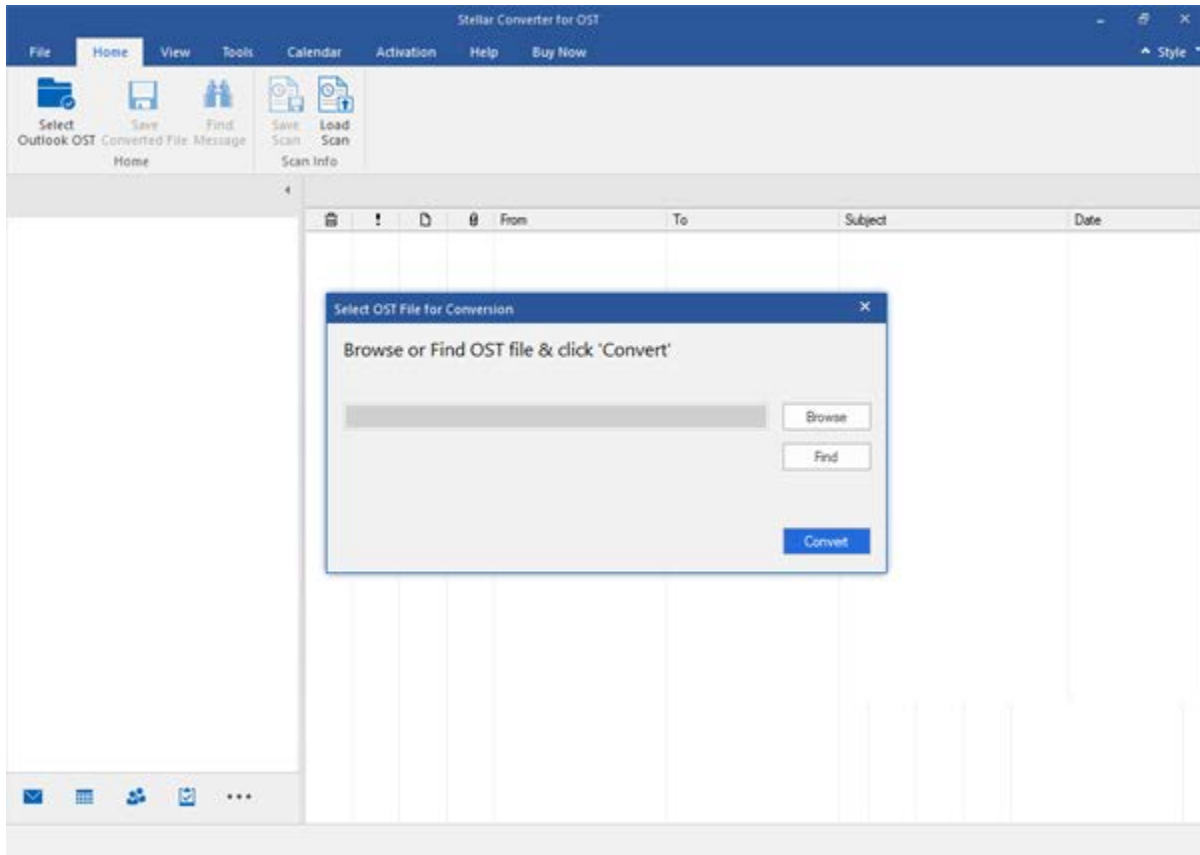 Stellar Converter for OST
File Home View Tools Calendar Activation Help Buy Now Style
Select Outlook OST
Save Converted File
Find Message
Save Scan
Load Scan
Home
Scan Info
! From To Subject Date
Select OST File for Conversion
Browse or Find OST file & click 'Convert'
Browse
Find
Convert